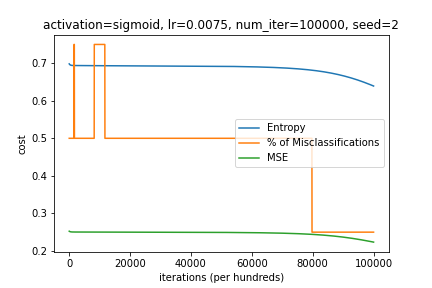 activation=sigmoid, lr=0.0075, num_iter=100000, seed=2
0.7
0.6
0.5
0.4
0.3
0.2
cost
Entropy
% of Misclassifications
MSE
0 20000 40000 60000 80000 100000
iterations (per hundreds)